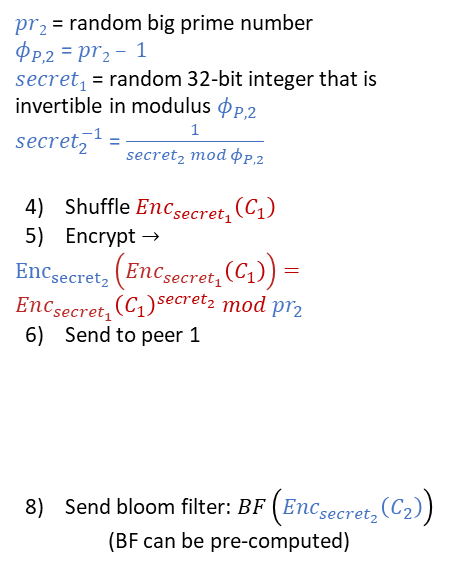 pr₂ = random big prime number
ϕ_{P,2} = pr₂ − 1
secret₁ = random 32-bit integer that is
invertible in modulus ϕ_{P,2}
secret₂⁻¹ = 1 / (secret₂ mod ϕ_{P,2})
4) Shuffle Enc_{secret₁}(C₁)
5) Encrypt →
Enc_{secret₂}(Enc_{secret₁}(C₁)) =
Enc_{secret₁}(C₁)^{secret₂} mod pr₂
6) Send to peer 1
8) Send bloom filter: BF(Enc_{secret₂}(C₂))
(BF can be pre-computed)